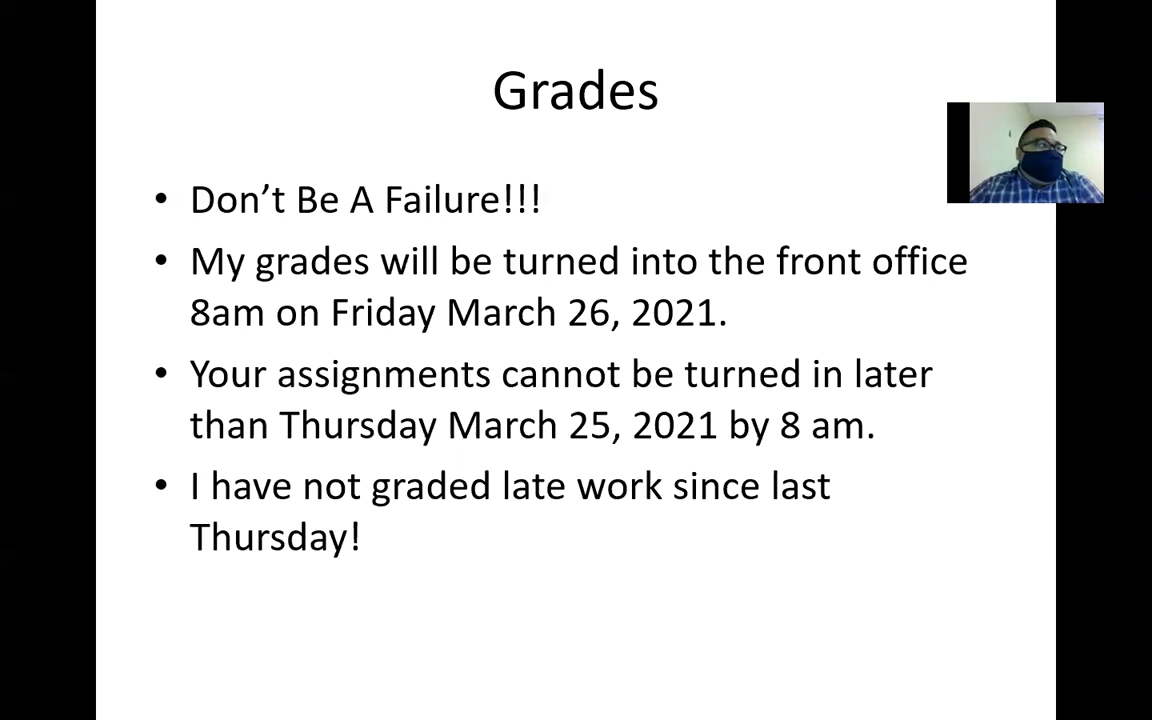 Grades
• Don’t Be A Failure!!!
• My grades will be turned into the front office
8am on Friday March 26, 2021.
• Your assignments cannot be turned in later
than Thursday March 25, 2021 by 8 am.
• I have not graded late work since last
Thursday!